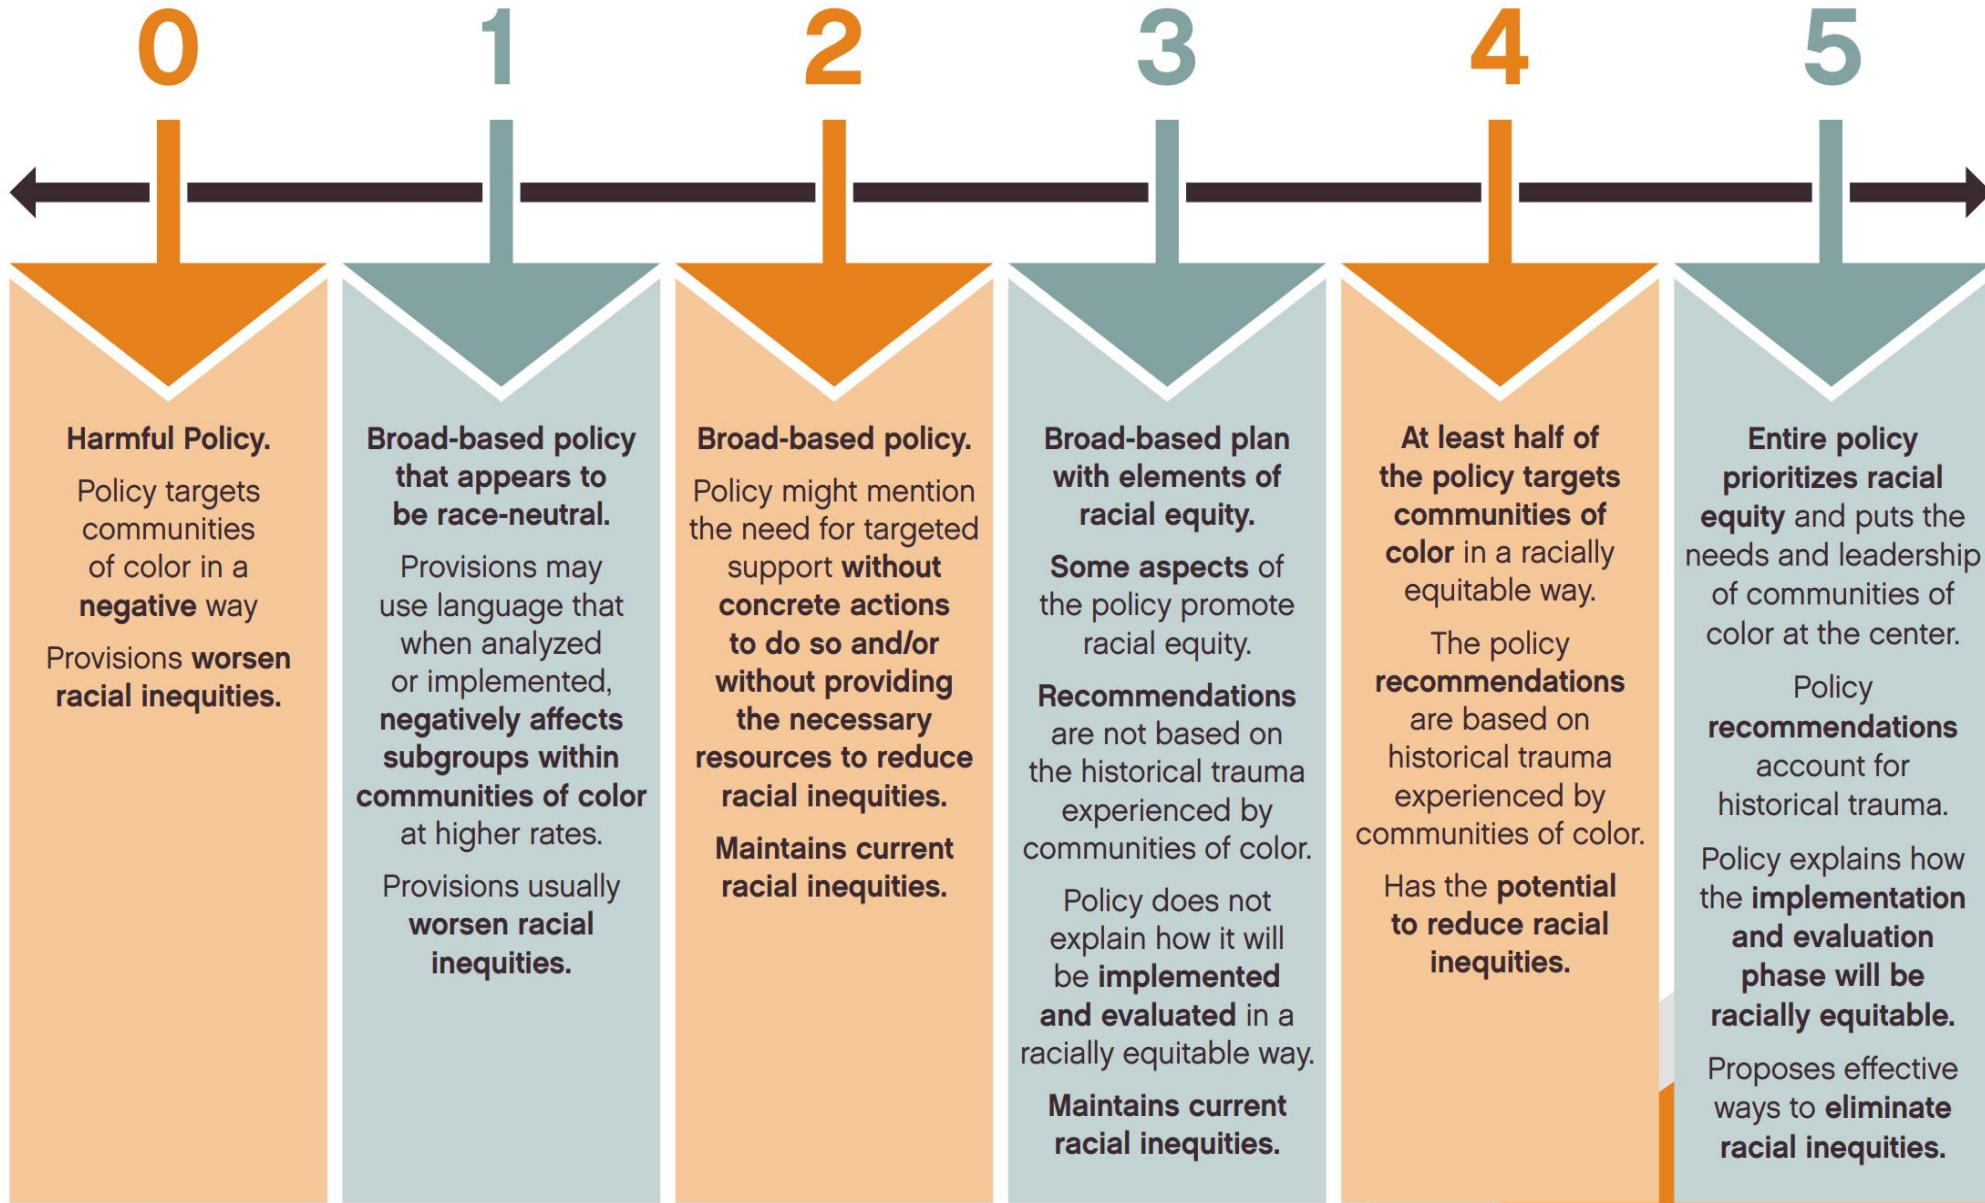 0
Harmful Policy.
Policy targets
communities
of color in a
negative way
Provisions worsen
racial inequities.
1
Broad-based policy
that appears to
be race-neutral.
Provisions may
use language that
when analyzed
or implemented,
negatively affects
subgroups within
communities of color
at higher rates.
Provisions usually
worsen racial
inequities.
2
Broad-based policy.
Policy might mention
the need for targeted
support without
concrete actions
to do so and/or
without providing
the necessary
resources to reduce
racial inequities.
Maintains current
racial inequities.
3
Broad-based plan
with elements of
racial equity.
Some aspects of
the policy promote
racial equity.
Recommendations
are not based on
the historical trauma
experienced by
communities of color.
Policy does not
explain how it will
be implemented
and evaluated in a
racially equitable way.
Maintains current
racial inequities.
4
At least half of
the policy targets
communities of
color in a racially
equitable way.
The policy
recommendations
are based on
historical trauma
experienced by
communities of color.
Has the potential
to reduce racial
inequities.
5
Entire policy
prioritizes racial
equity and puts the
needs and leadership
of communities of
color at the center.
Policy
recommendations
account for
historical trauma.
Policy explains how
the implementation
and evaluation
phase will be
racially equitable.
Proposes effective
ways to eliminate
racial inequities.